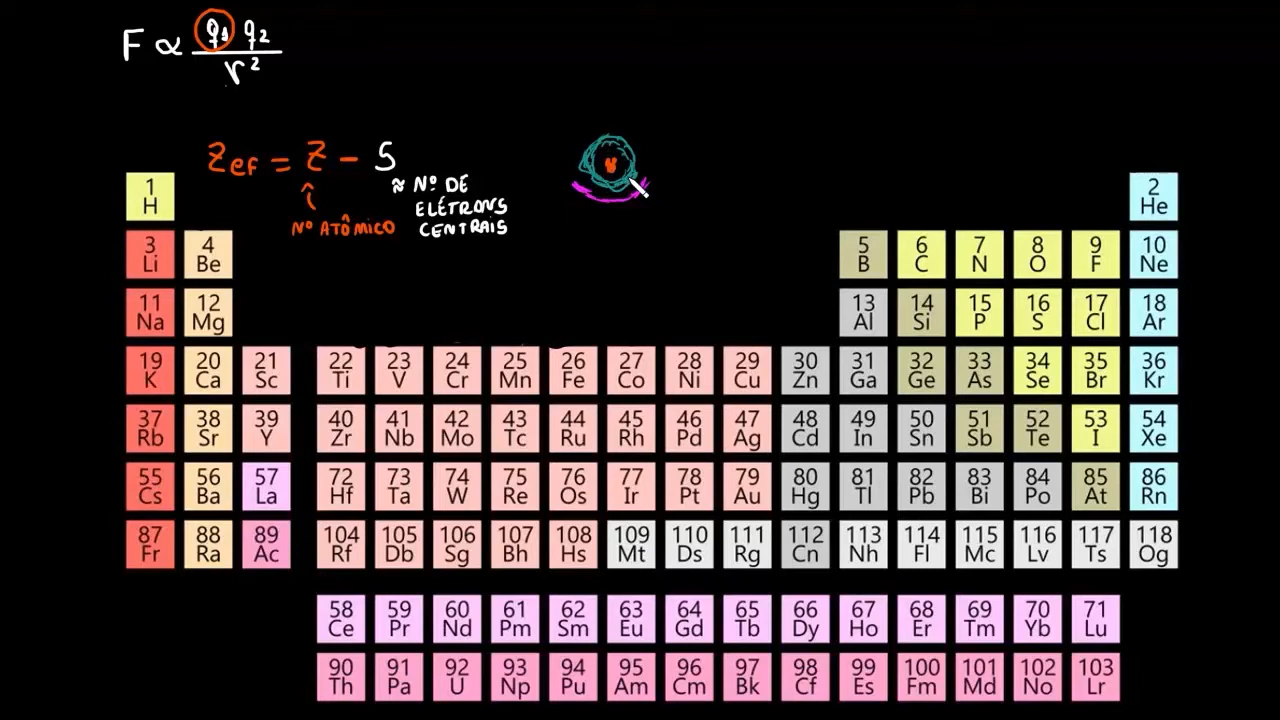 F ∝ q1 q2 / r²
Zef = Z - S
≈ Nº DE
ELÉTRONS
CENTRAIS
Nº ATÔMICO
1 2
H He
3 4 5 6 7 8 9 10
Li Be B C N O F Ne
11 12 13 14 15 16 17 18
Na Mg Al Si P S Cl Ar
19 20 21 22 23 24 25 26 27 28 29 30 31 32 33 34 35 36
K Ca Sc Ti V Cr Mn Fe Co Ni Cu Zn Ga Ge As Se Br Kr
37 38 39 40 41 42 43 44 45 46 47 48 49 50 51 52 53 54
Rb Sr Y Zr Nb Mo Tc Ru Rh Pd Ag Cd In Sn Sb Te I Xe
55 56 57 72 73 74 75 76 77 78 79 80 81 82 83 84 85 86
Cs Ba La Hf Ta W Re Os Ir Pt Au Hg Tl Pb Bi Po At Rn
87 88 89 104 105 106 107 108 109 110 111 112 113 114 115 116 117 118
Fr Ra Ac Rf Db Sg Bh Hs Mt Ds Rg Cn Nh Fl Mc Lv Ts Og
58 59 60 61 62 63 64 65 66 67 68 69 70 71
Ce Pr Nd Pm Sm Eu Gd Tb Dy Ho Er Tm Yb Lu
90 91 92 93 94 95 96 97 98 99 100 101 102 103
Th Pa U Np Pu Am Cm Bk Cf Es Fm Md No Lr